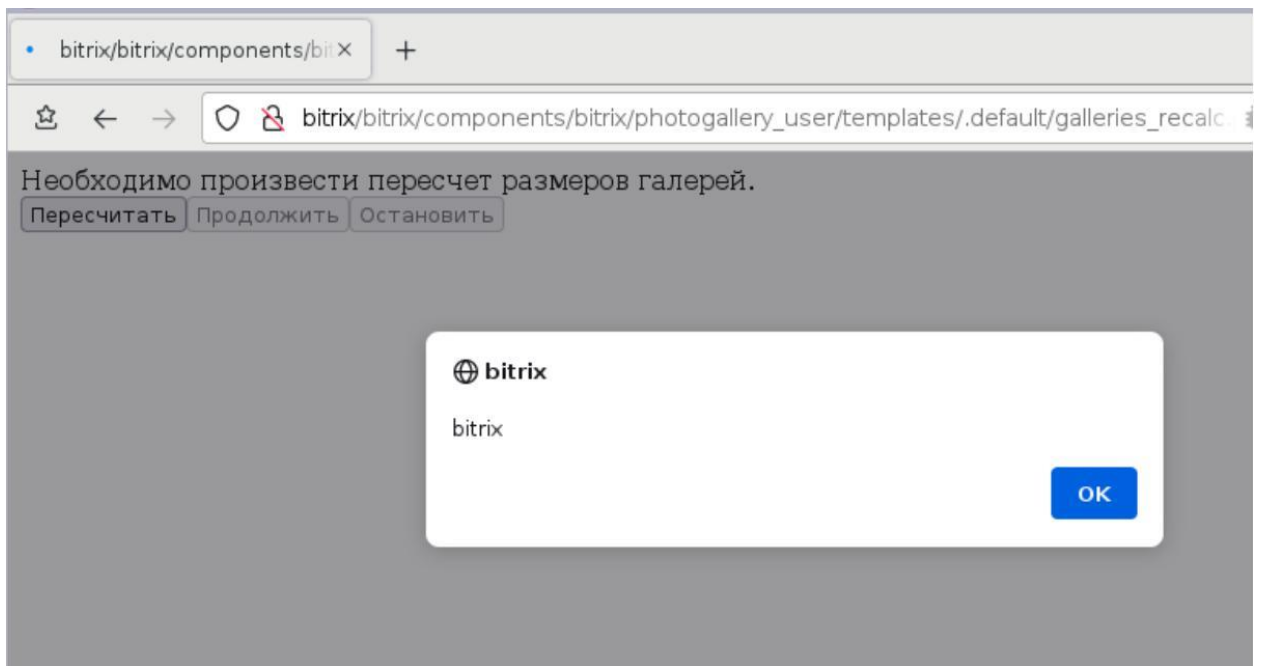 bitrix/bitrix/components/bit
bitrix/bitrix/components/bitrix/photogallery_user/templates/.default/galleries_recalc.
Необходимо произвести пересчет размеров галерей.
Пересчитать Продолжить Остановить
bitrix
bitrix
OK